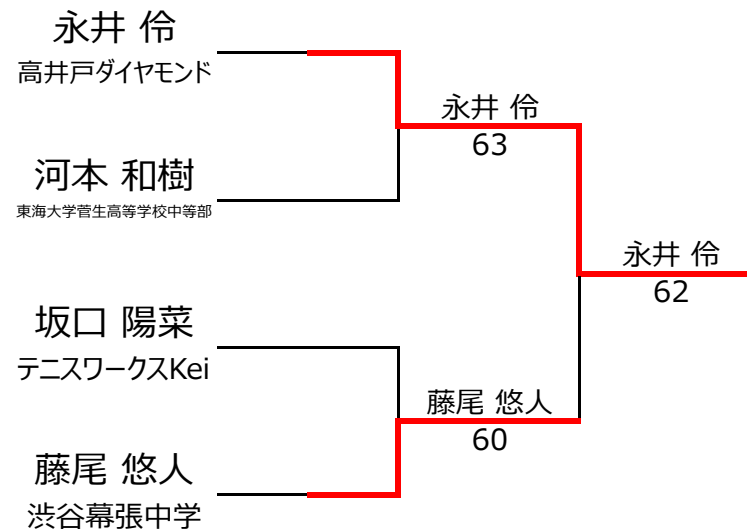 永井 伶
高井戸ダイヤモンド
河本 和樹
東海大学菅生高等学校中等部
坂口 陽菜
テニスワークスKei
藤尾 悠人
渋谷幕張中学
永井 伶
63
藤尾 悠人
60
永井 伶
62